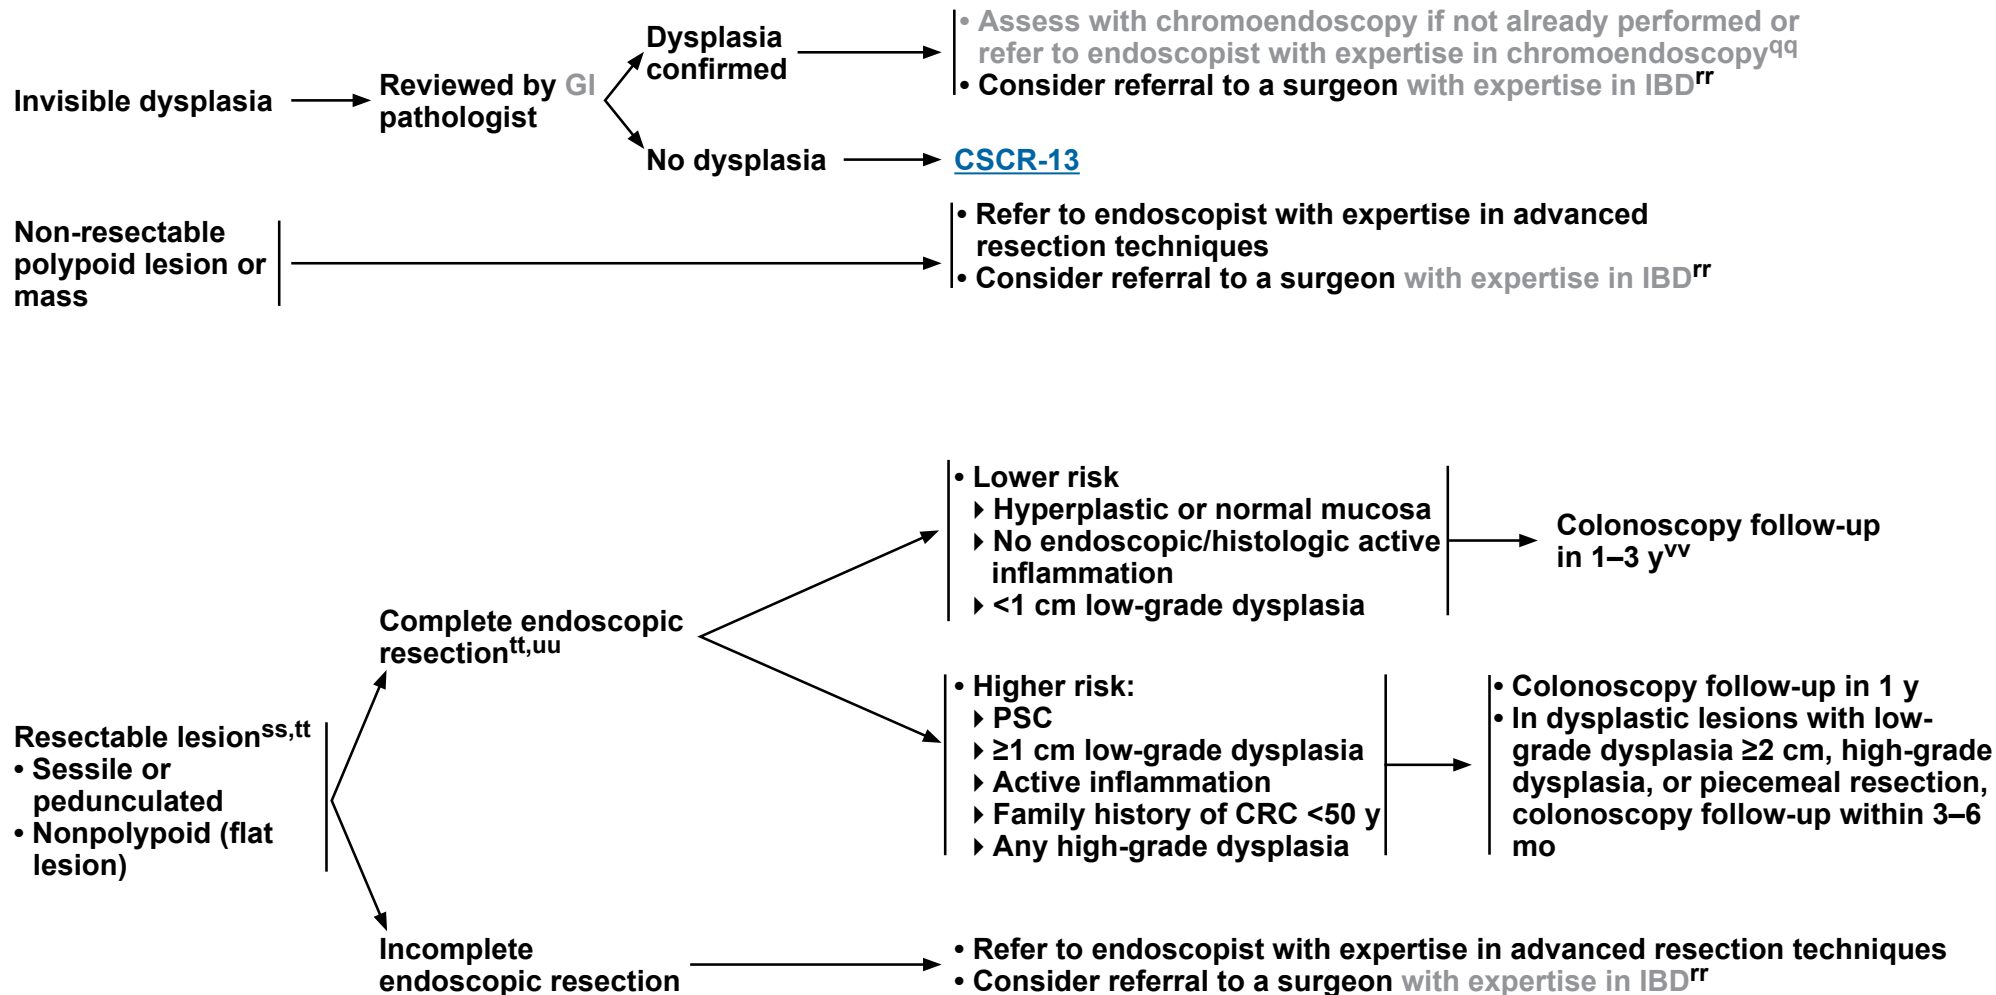 Invisible dysplasia
Reviewed by GI
pathologist
Dysplasia
confirmed
• Assess with chromoendoscopy if not already performed or
refer to endoscopist with expertise in chromoendoscopyqq
• Consider referral to a surgeon with expertise in IBDrr
No dysplasia
CSCR-13
Non-resectable
polypoid lesion or
mass
• Refer to endoscopist with expertise in advanced
resection techniques
• Consider referral to a surgeon with expertise in IBDrr
Resectable lesionss,tt
• Sessile or
pedunculated
• Nonpolypoid (flat
lesion)
Complete endoscopic
resectiontt,uu
• Lower risk
Hyperplastic or normal mucosa
No endoscopic/histologic active
inflammation
<1 cm low-grade dysplasia
Colonoscopy follow-up
in 1–3 yvv
• Higher risk:
PSC
≥1 cm low-grade dysplasia
Active inflammation
Family history of CRC <50 y
Any high-grade dysplasia
• Colonoscopy follow-up in 1 y
• In dysplastic lesions with low-
grade dysplasia ≥2 cm, high-grade
dysplasia, or piecemeal resection,
colonoscopy follow-up within 3–6
mo
Incomplete
endoscopic resection
• Refer to endoscopist with expertise in advanced resection techniques
• Consider referral to a surgeon with expertise in IBDrr